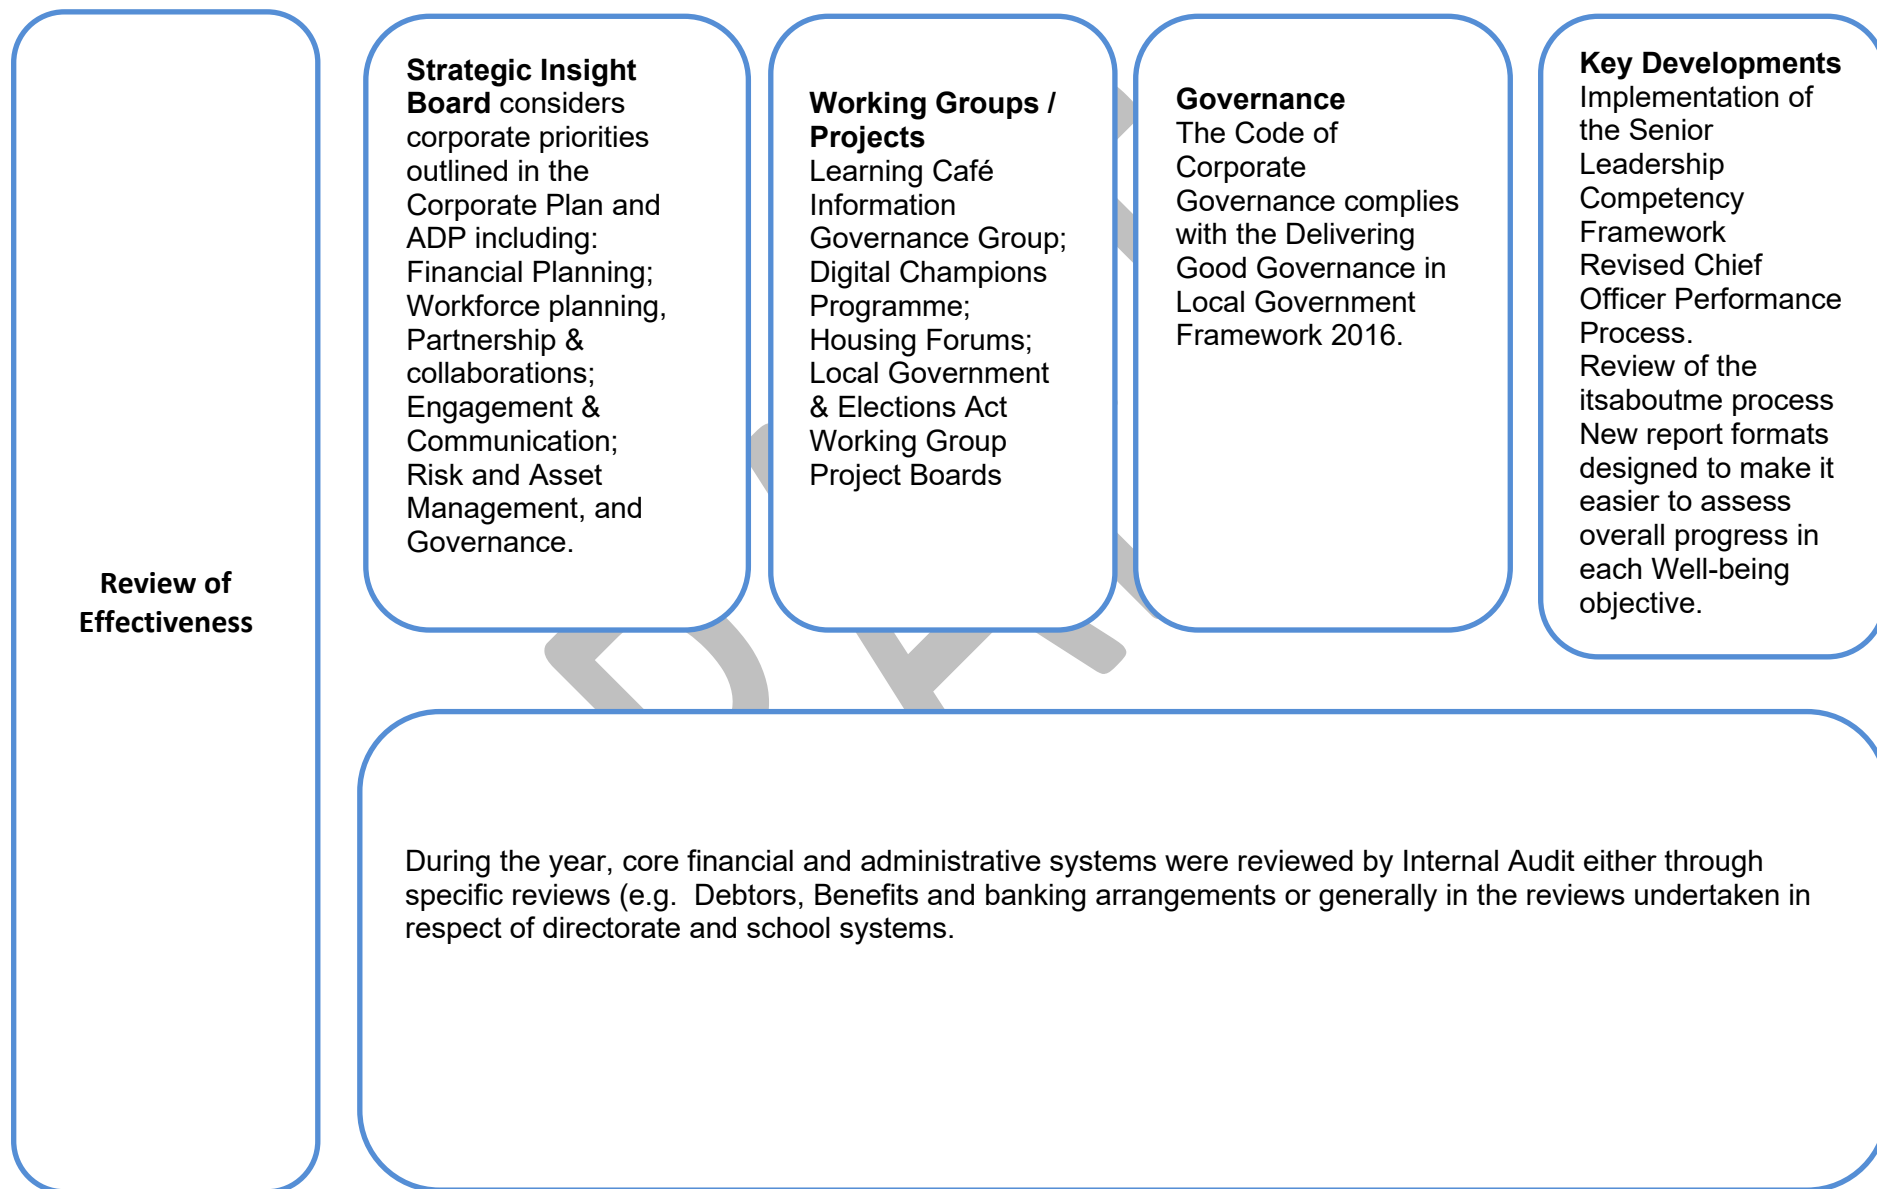 Review of
Effectiveness
Strategic Insight
Board considers
corporate priorities
outlined in the
Corporate Plan and
ADP including:
Financial Planning;
Workforce planning,
Partnership &
collaborations;
Engagement &
Communication;
Risk and Asset
Management, and
Governance.
Working Groups /
Projects
Learning Café
Information
Governance Group;
Digital Champions
Programme;
Housing Forums;
Local Government
& Elections Act
Working Group
Project Boards
Governance
The Code of
Corporate
Governance complies
with the Delivering
Good Governance in
Local Government
Framework 2016.
Key Developments
Implementation of
the Senior
Leadership
Competency
Framework
Revised Chief
Officer Performance
Process.
Review of the
itsaboutme process
New report formats
designed to make it
easier to assess
overall progress in
each Well-being
objective.
During the year, core financial and administrative systems were reviewed by Internal Audit either through
specific reviews (e.g.  Debtors, Benefits and banking arrangements or generally in the reviews undertaken in
respect of directorate and school systems.